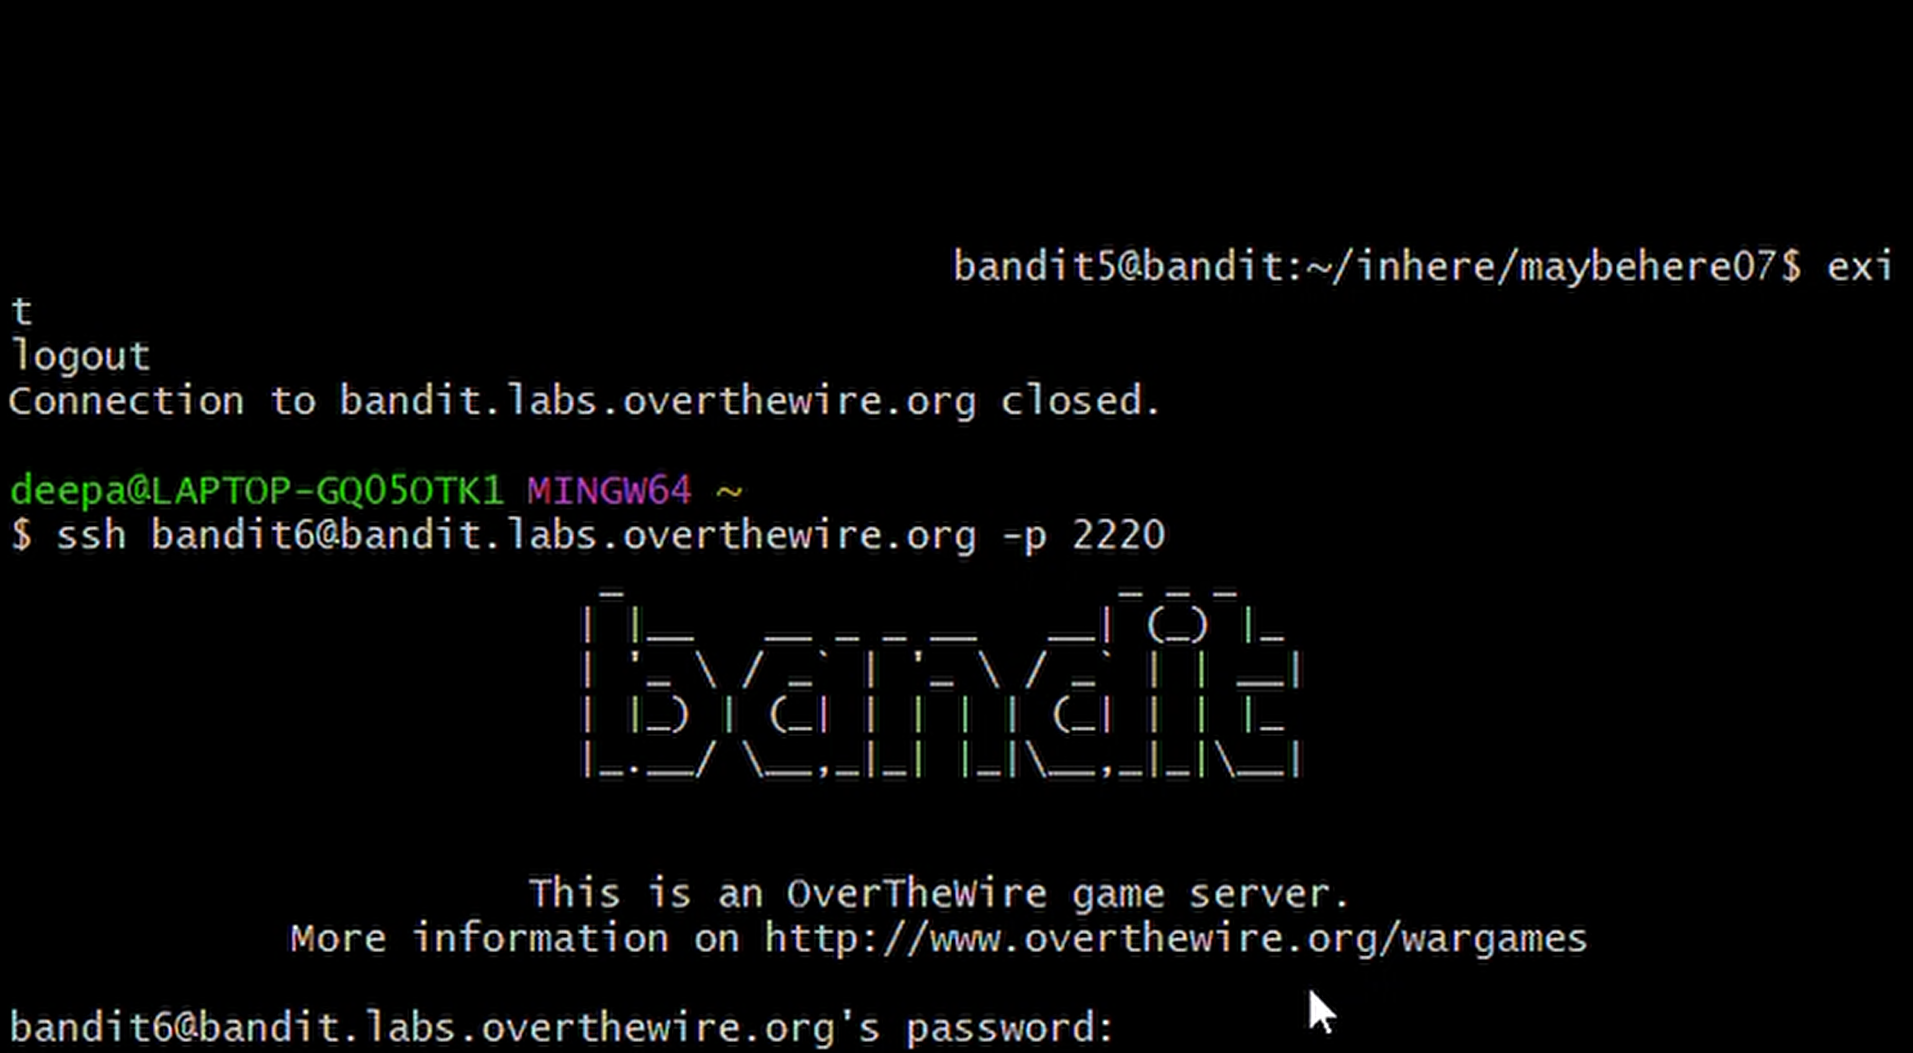 bandit5@bandit:~/inhere/maybehere07$ exi
t
logout
Connection to bandit.labs.overthewire.org closed.
deepa@LAPTOP-GQ05OTK1 MINGW64 ~
$ ssh bandit6@bandit.labs.overthewire.org -p 2220
bandit
This is an OverTheWire game server.
More information on http://www.overthewire.org/wargames
bandit6@bandit.labs.overthewire.org's password: